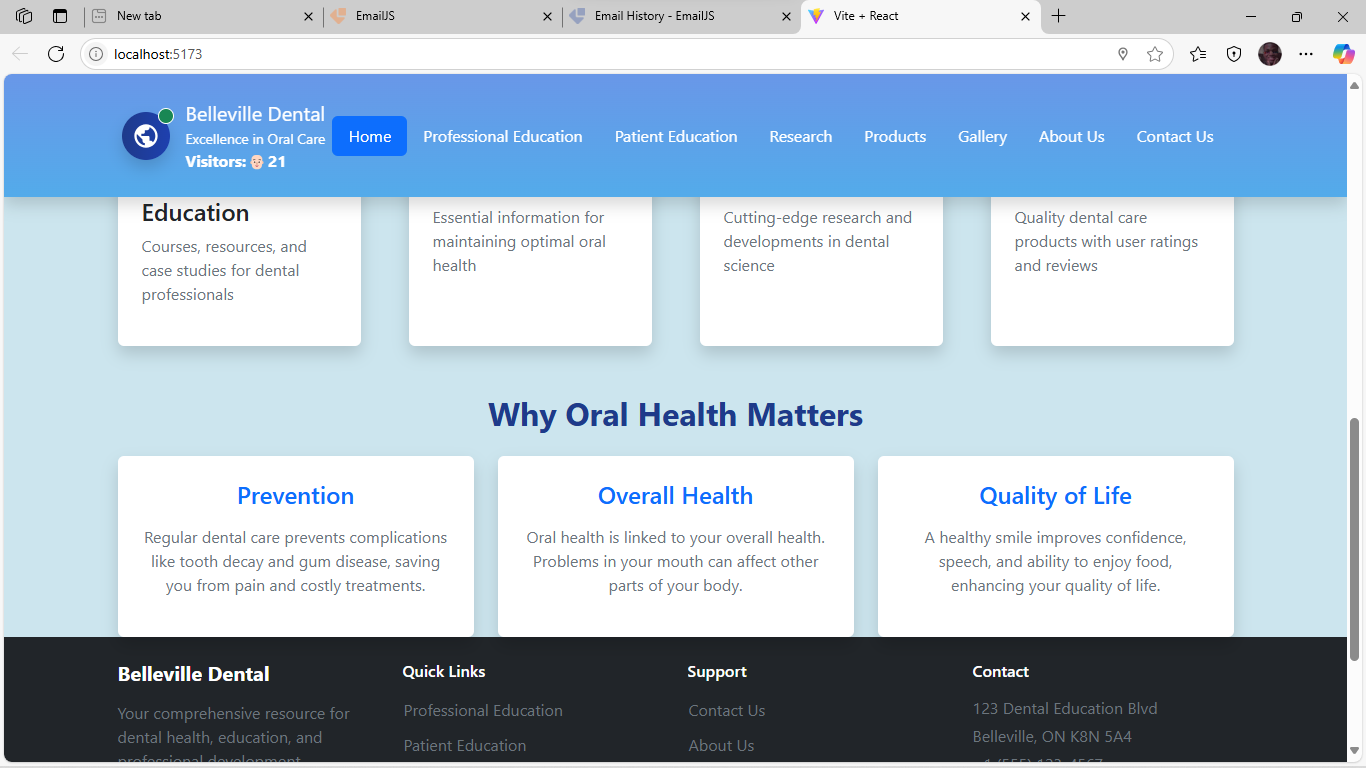 New tab
EmailJS
Email History - EmailJS
Vite + React
localhost:5173
Belleville Dental
Excellence in Oral Care
Visitors: 👶🏻 21
Home
Professional Education
Patient Education
Research
Products
Gallery
About Us
Contact Us
Education
Courses, resources, and
case studies for dental
professionals
Essential information for
maintaining optimal oral
health
Cutting-edge research and
developments in dental
science
Quality dental care
products with user ratings
and reviews
Why Oral Health Matters
Prevention
Regular dental care prevents complications
like tooth decay and gum disease, saving
you from pain and costly treatments.
Overall Health
Oral health is linked to your overall health.
Problems in your mouth can affect other
parts of your body.
Quality of Life
A healthy smile improves confidence,
speech, and ability to enjoy food,
enhancing your quality of life.
Belleville Dental
Your comprehensive resource for
dental health, education, and
professional development
Quick Links
Professional Education
Patient Education
Support
Contact Us
About Us
Contact
123 Dental Education Blvd
Belleville, ON K8N 5A4
+1 (555) 123-4567